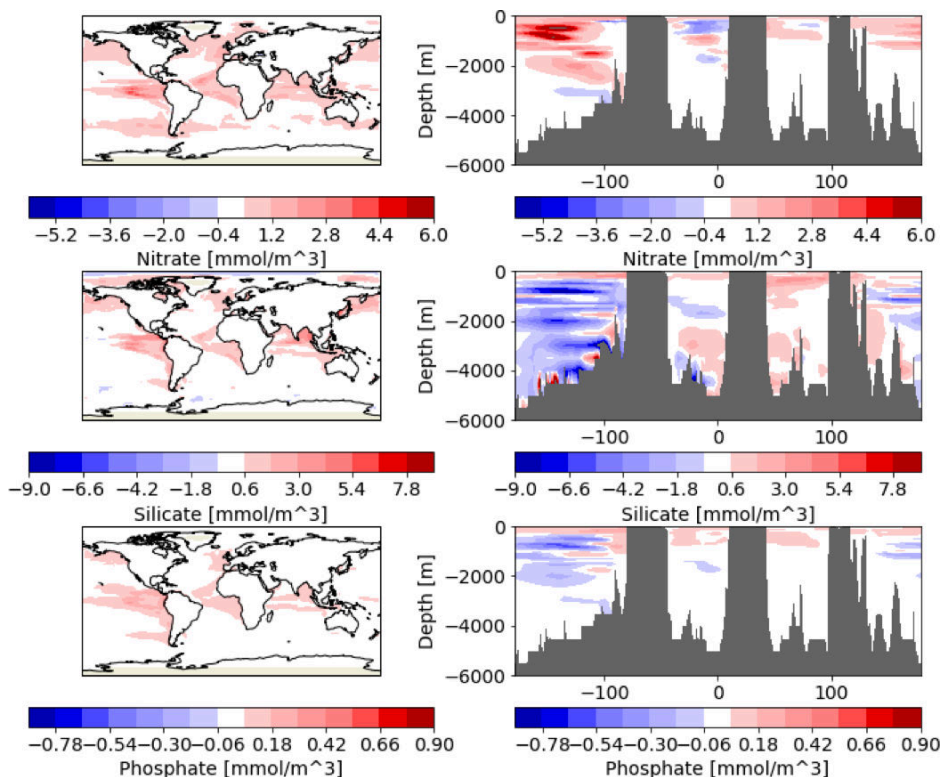 0
−2000
−4000
−6000
Depth [m]
−100 0 100
−5.2 −3.6 −2.0 −0.4 1.2 2.8 4.4 6.0
Nitrate [mmol/m^3]
−5.2 −3.6 −2.0 −0.4 1.2 2.8 4.4 6.0
Nitrate [mmol/m^3]
0
−2000
−4000
−6000
Depth [m]
−100 0 100
−9.0 −6.6 −4.2 −1.8 0.6 3.0 5.4 7.8
Silicate [mmol/m^3]
−9.0 −6.6 −4.2 −1.8 0.6 3.0 5.4 7.8
Silicate [mmol/m^3]
0
−2000
−4000
−6000
Depth [m]
−100 0 100
−0.78 −0.54 −0.30 −0.06 0.18 0.42 0.66 0.90
Phosphate [mmol/m^3]
−0.78 −0.54 −0.30 −0.06 0.18 0.42 0.66 0.90
Phosphate [mmol/m^3]